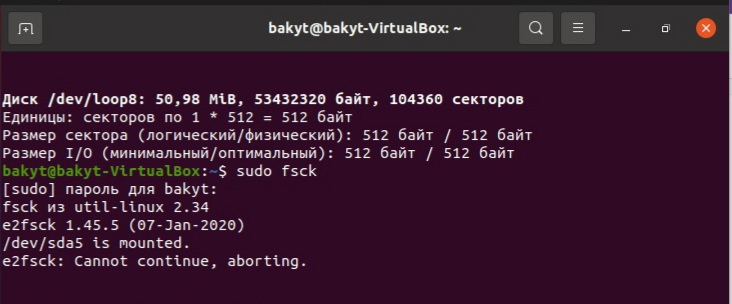 bakyt@bakyt-VirtualBox: ~
Диск /dev/loop8: 50,98 MiB, 53432320 байт, 104360 секторов
Единицы: секторов по 1 * 512 = 512 байт
Размер сектора (логический/физический): 512 байт / 512 байт
Размер I/O (минимальный/оптимальный): 512 байт / 512 байт
bakyt@bakyt-VirtualBox:~$ sudo fsck
[sudo] пароль для bakyt:
fsck из util-linux 2.34
e2fsck 1.45.5 (07-Jan-2020)
/dev/sda5 is mounted.
e2fsck: Cannot continue, aborting.